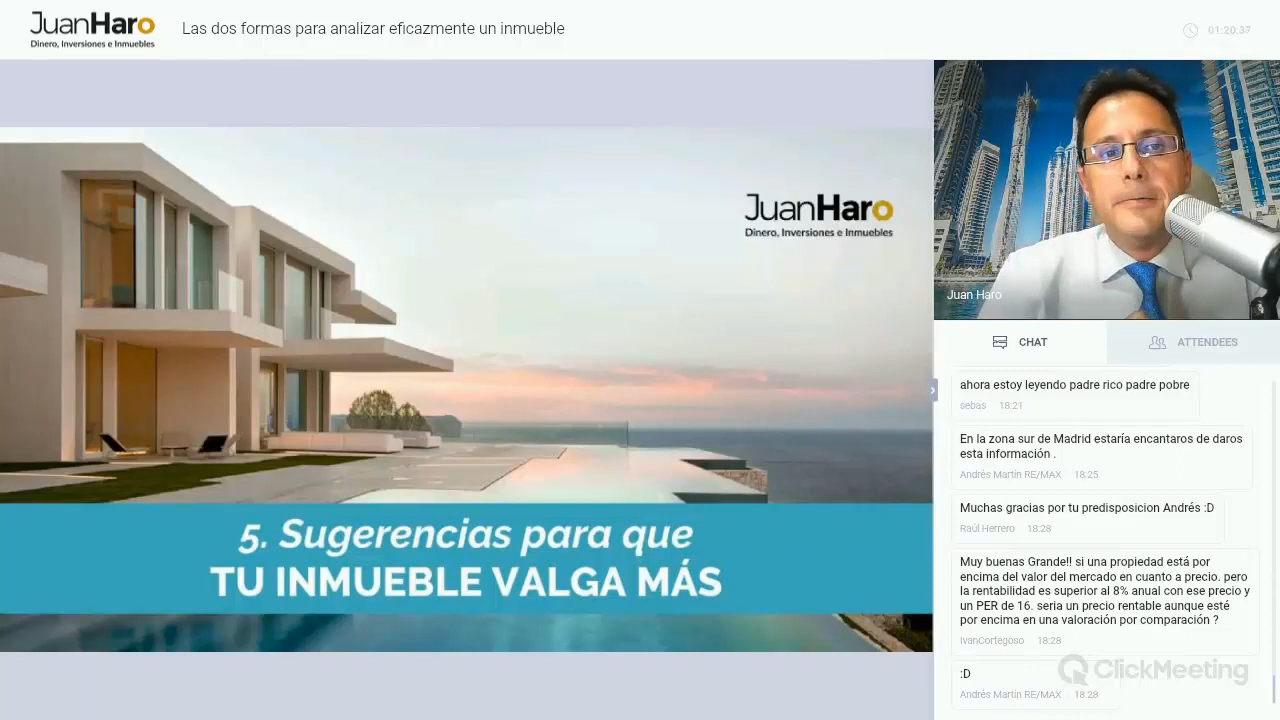 JuanHaro
Dinero, Inversiones e Inmuebles
Las dos formas para analizar eficazmente un inmueble
01:20:37
JuanHaro
Dinero, Inversiones e Inmuebles
5. Sugerencias para que
TU INMUEBLE VALGA MÁS
Juan Haro
CHAT
ATTENDEES
ahora estoy leyendo padre rico padre pobre
sebas 18:21
En la zona sur de Madrid estaría encantaros de daros
esta información .
Andrés Martín RE/MAX 18:25
Muchas gracias por tu predisposicion Andrés :D
Raúl Herrero 18:28
Muy buenas Grande!! si una propiedad está por
encima del valor del mercado en cuanto a precio. pero
la rentabilidad es superior al 8% anual con ese precio y
un PER de 16. seria un precio rentable aunque esté
por encima en una valoración por comparación ?
IvanCortegoso 18:28
:D
Andrés Martín RE/MAX 18:28
ClickMeeting